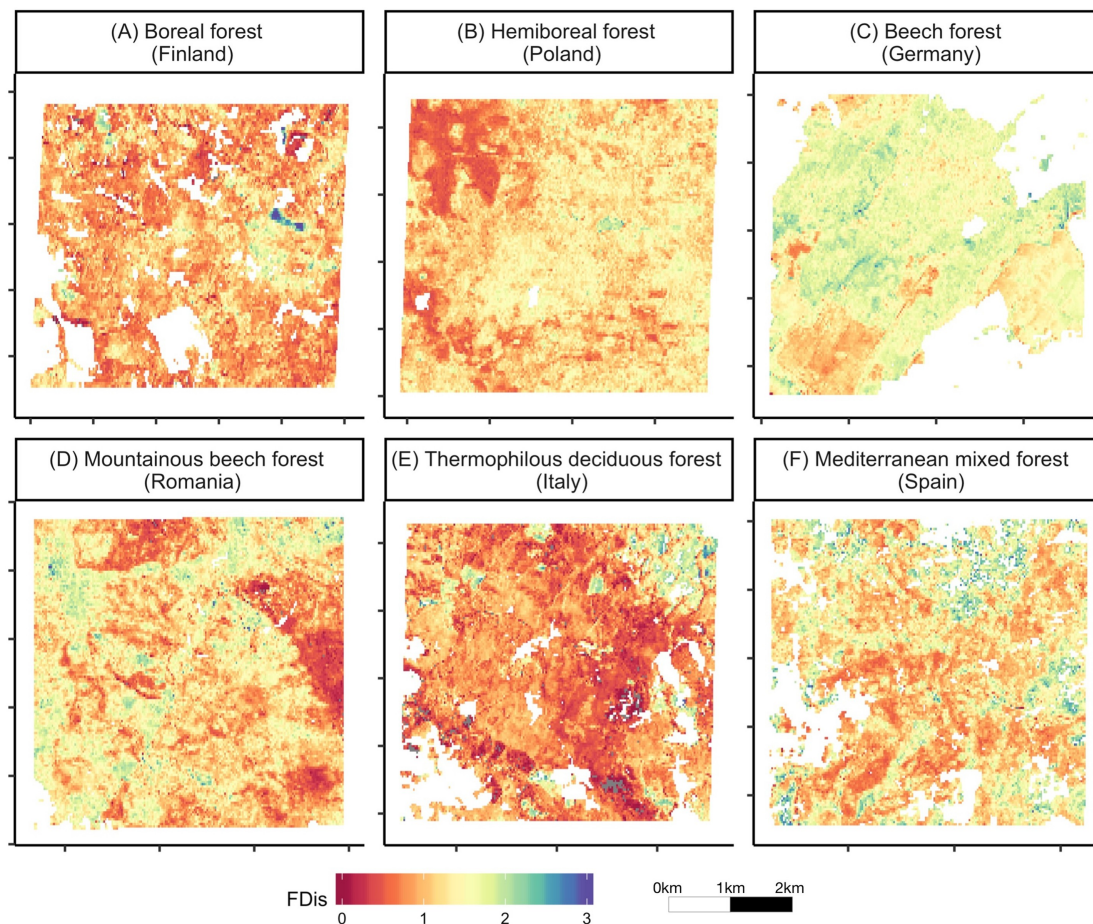 (A) Boreal forest
(Finland)
(B) Hemiboreal forest
(Poland)
(C) Beech forest
(Germany)
(D) Mountainous beech forest
(Romania)
(E) Thermophilous deciduous forest
(Italy)
(F) Mediterranean mixed forest
(Spain)
FDis
0 1 2 3
0km 1km 2km